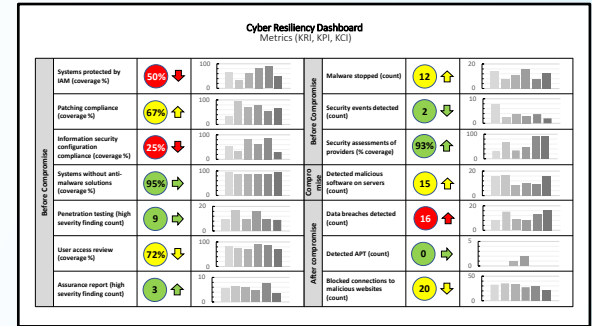 Cyber Resiliency Dashboard
Metrics (KRI, KPI, KCI)
Before Compromise
Systems protected by
IAM (coverage %)
50%
100
0
Patching compliance
(coverage %)
67%
100
0
Information security
configuration
compliance (coverage %)
25%
100
0
Systems without anti-
malware solutions
(coverage %)
95%
100
0
Penetration testing (high
severity finding count)
9
20
0
User access review
(coverage %)
72%
100
0
Assurance report (high
severity finding count)
3
10
0
Before Compromise
Malware stopped (count)
12
20
0
Security events detected
(count)
2
10
0
Security assessments of
providers (% coverage)
93%
100
0
Compro
mise
Detected malicious
software on servers
(count)
15
20
0
After compromise
Data breaches detected
(count)
16
20
0
Detected APT (count)
0
5
0
Blocked connections to
malicious websites
(count)
20
50
0